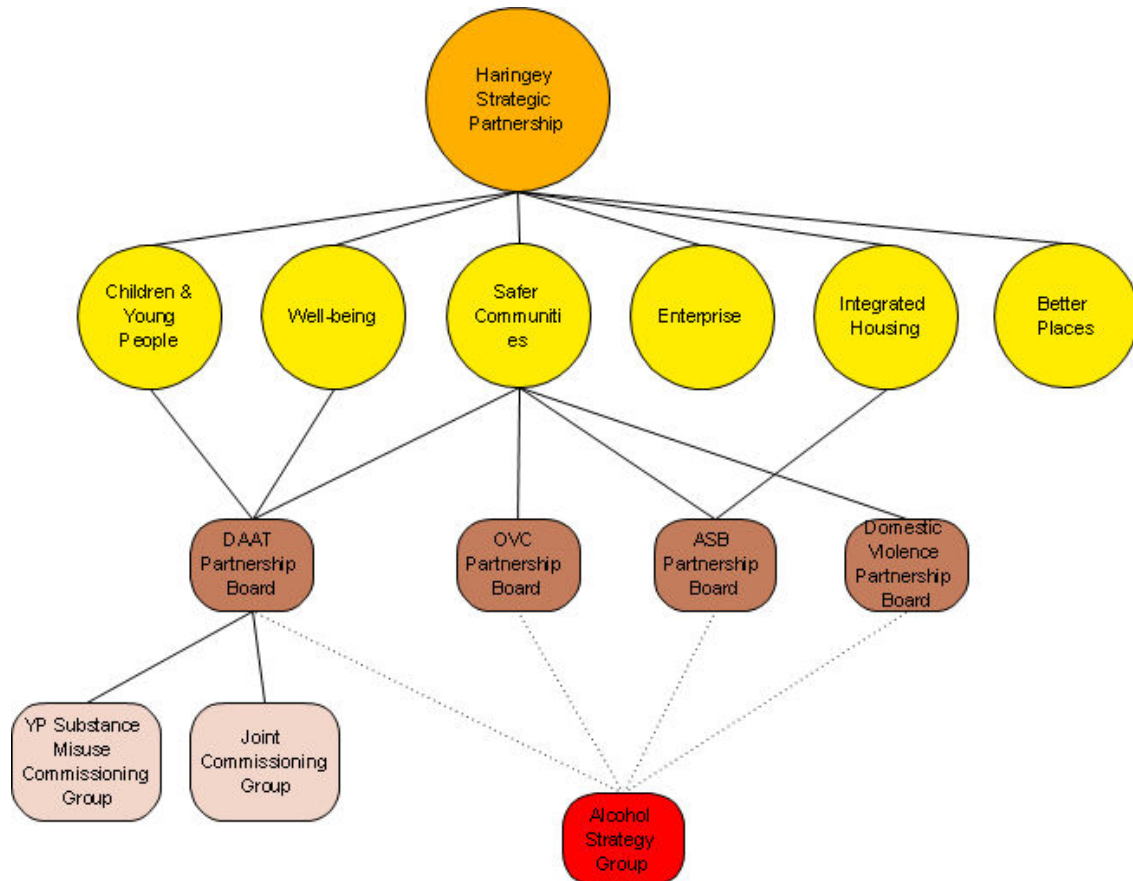 Haringey
Strategic
Partnership
Children &
Young
People
Well-being
Safer
Communiti
es
Enterprise
Integrated
Housing
Better
Places
DAAT
Partnership
Board
OVC
Partnership
Board
ASB
Partnership
Board
Domestic
Violence
Partnership
Board
YP Substance
Misuse
Commissioning
Group
Joint
Commissioning
Group
Alcohol
Strategy
Group